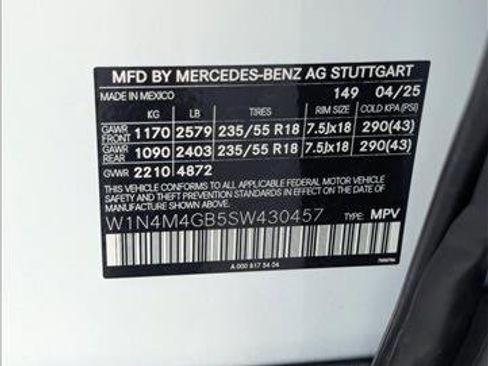 MFD BY MERCEDES-BENZ AG STUTTGART
MADE IN MEXICO 149 04/25
KG LB TIRES RIM SIZE COLD KPA (PSI)
GAWR FRONT 1170 2579 235/55 R18 7.5Jx18 290(43)
GAWR REAR 1090 2403 235/55 R18 7.5Jx18 290(43)
GVWR 2210 4872
THIS VEHICLE CONFORMS TO ALL APPLICABLE FEDERAL MOTOR VEHICLE
SAFETY AND THEFT PREVENTION STANDARDS IN EFFECT ON THE DATE
OF MANUFACTURE SHOWN ABOVE.
W1N4M4GB5SW430457 TYPE: MPV
A 000 817 54 04